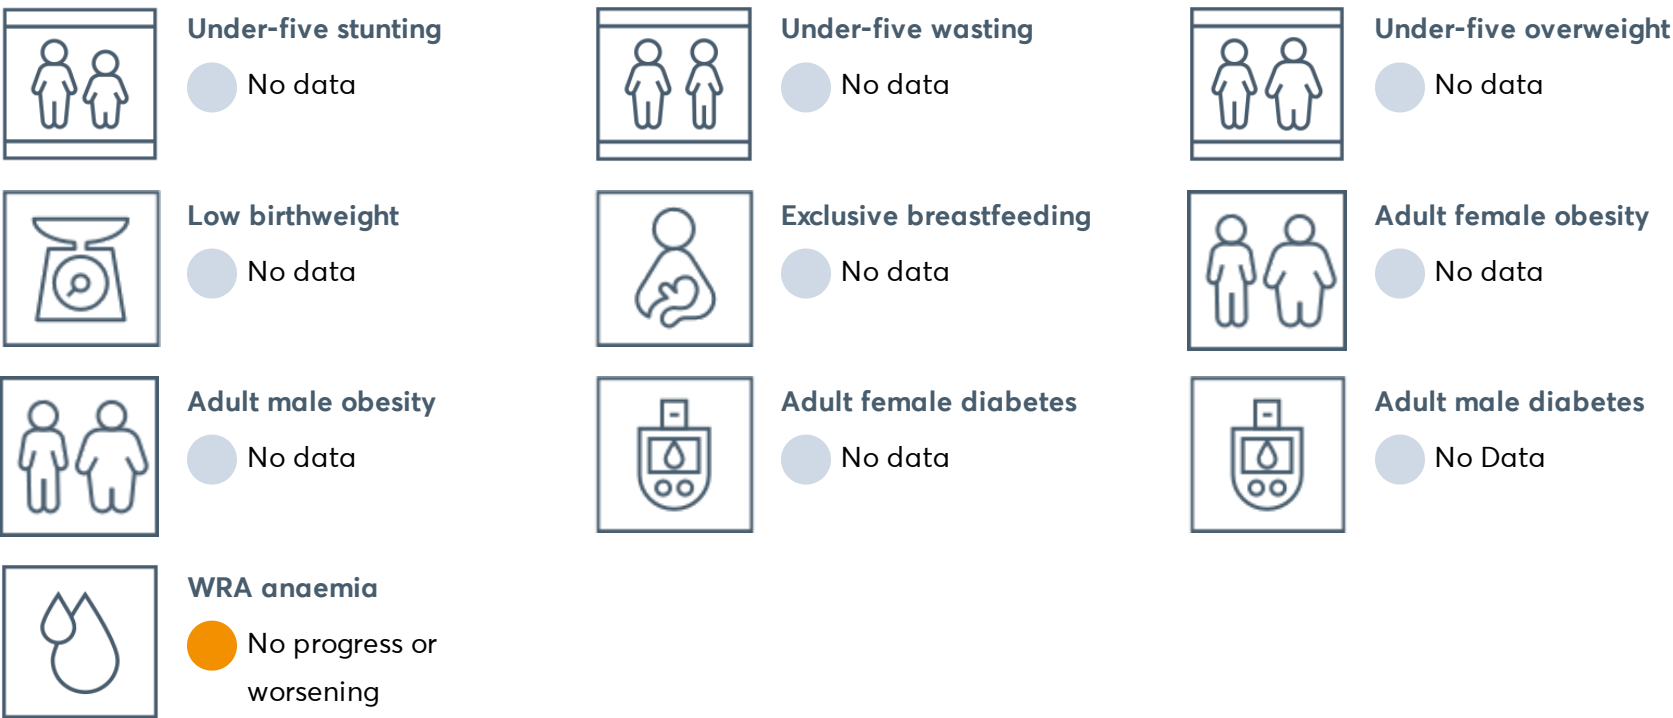 Under-five stunting
No data
Under-five wasting
No data
Under-five overweight
No data
Low birthweight
No data
Exclusive breastfeeding
No data
Adult female obesity
No data
Adult male obesity
No data
Adult female diabetes
No data
Adult male diabetes
No Data
WRA anaemia
No progress or
worsening